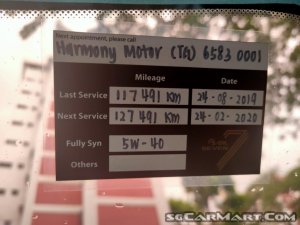 Next appointment, please call
Harmony Motor (TA) 6583 0001
Mileage Date
Last Service 117 491 KM 24-08-2019
Next Service 127 491 KM 24-02-2020
Fully Syn 5W-40
Others
SEVEN
sgCarMart.com